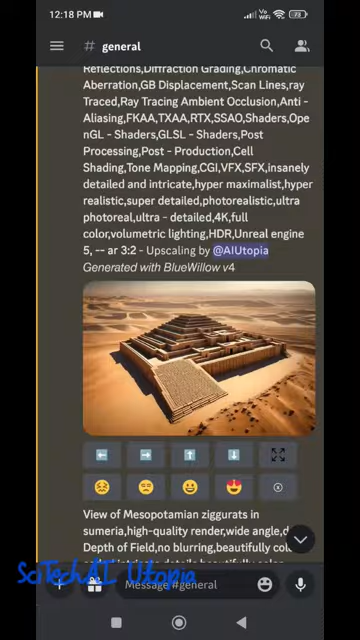 12:18 PM
Vo WiFi
# general
Reflections,Diffraction Grading,Chromatic
Aberration,GB Displacement,Scan Lines,ray
Traced,Ray Tracing Ambient Occlusion,Anti -
Aliasing,FKAA,TXAA,RTX,SSAO,Shaders,Ope
nGL - Shaders,GLSL - Shaders,Post
Processing,Post - Production,Cell
Shading,Tone Mapping,CGI,VFX,SFX,insanely
detailed and intricate,hyper maximalist,hyper
realistic,super detailed,photorealistic,ultra
photoreal,ultra - detailed,4K,full
color,volumetric lighting,HDR,Unreal engine
5, -- ar 3:2 - Upscaling by @AIUtopia
Generated with BlueWillow v4
View of Mesopotamian ziggurats in
sumeria,high-quality render,wide angle,d
Depth of Field,no blurring,beautifully colo
SciTechAI Utopia
Message #general